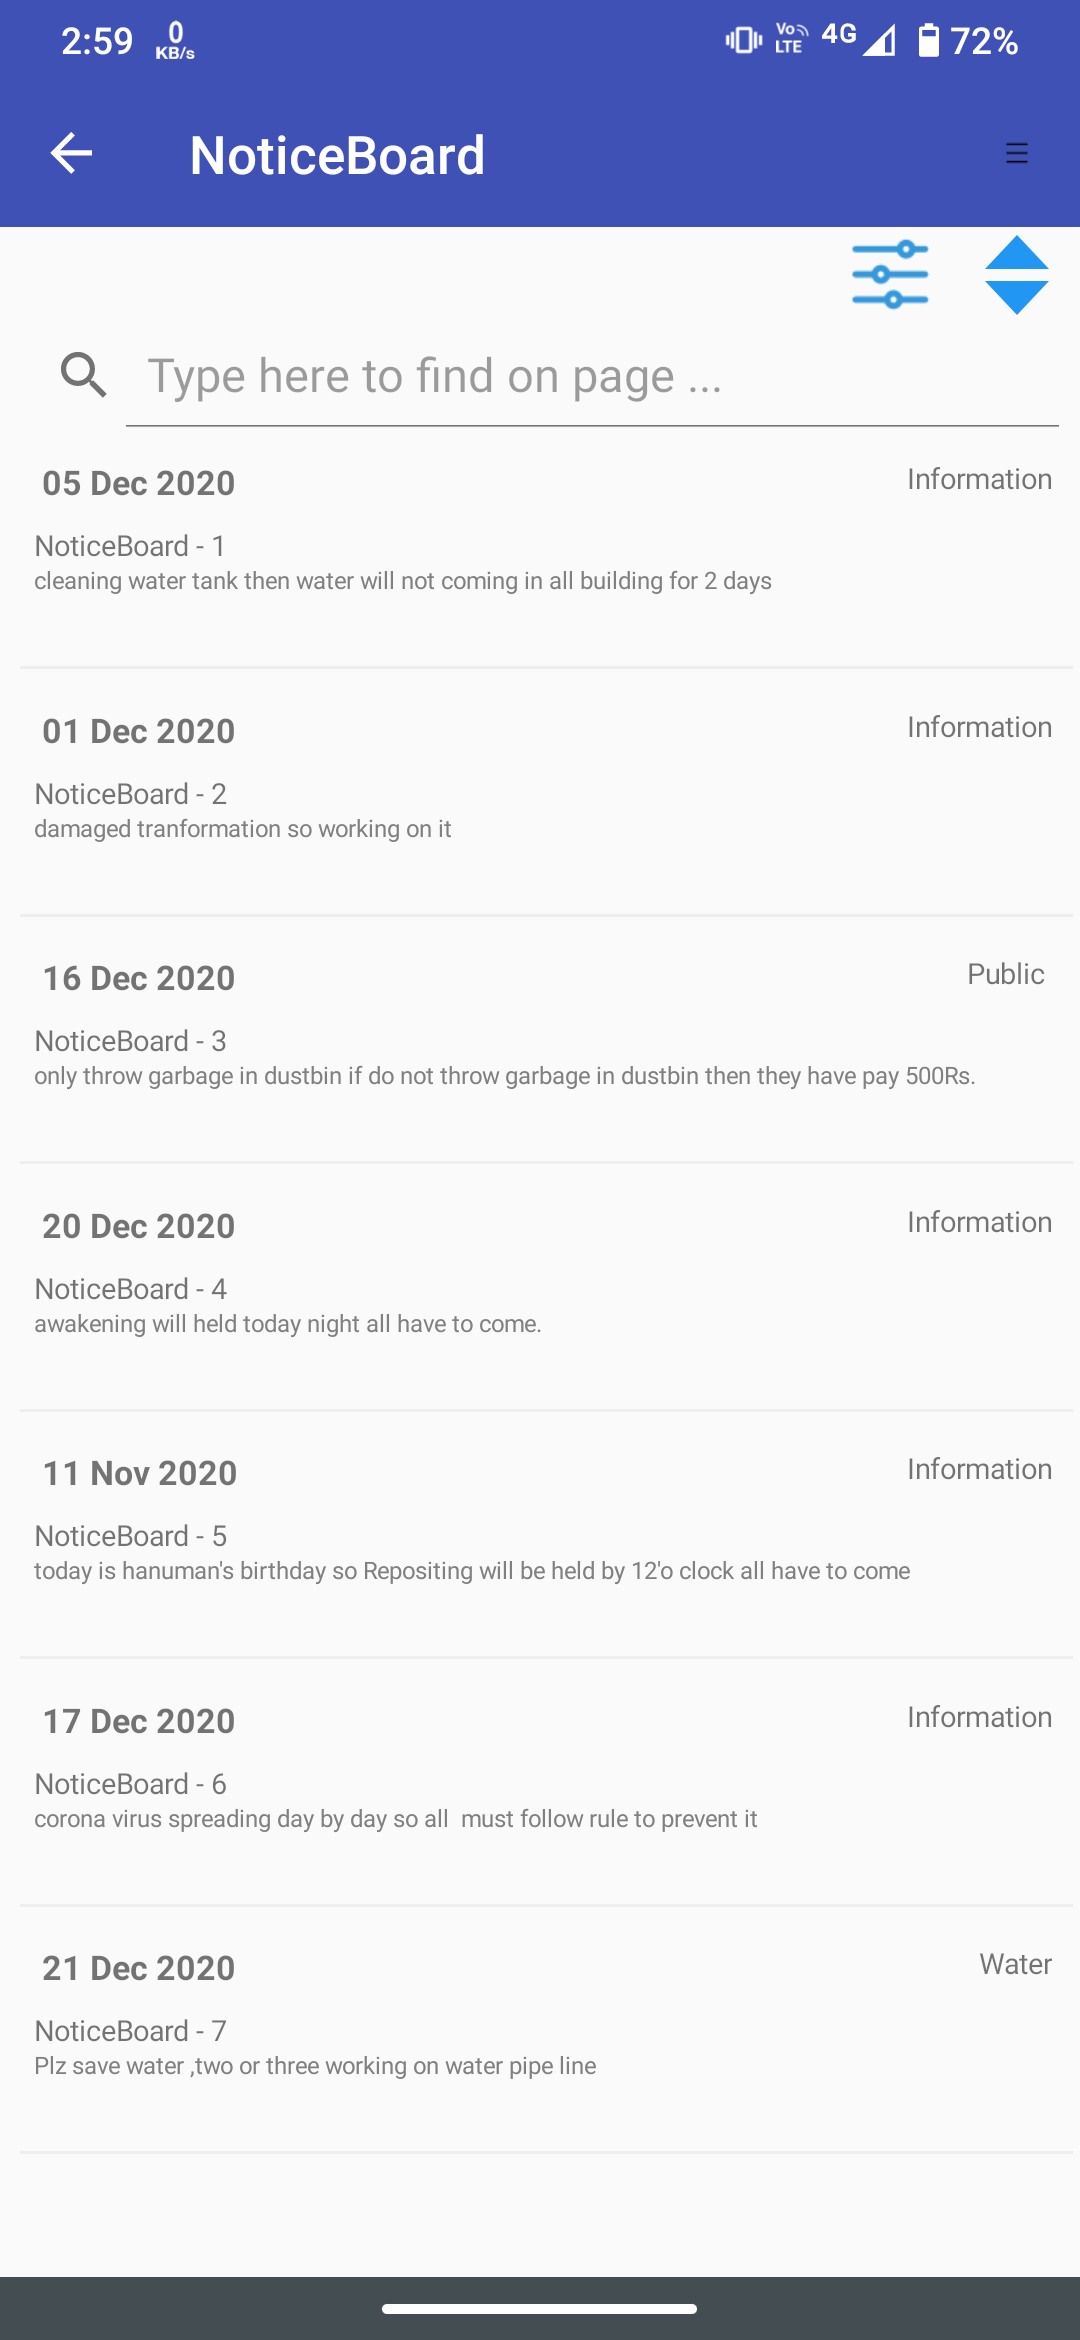 2:59 0 KB/s Vo LTE 4G 72%
NoticeBoard
Type here to find on page ...
05 Dec 2020 Information
NoticeBoard - 1
cleaning water tank then water will not coming in all building for 2 days
01 Dec 2020 Information
NoticeBoard - 2
damaged tranformation so working on it
16 Dec 2020 Public
NoticeBoard - 3
only throw garbage in dustbin if do not throw garbage in dustbin then they have pay 500Rs.
20 Dec 2020 Information
NoticeBoard - 4
awakening will held today night all have to come.
11 Nov 2020 Information
NoticeBoard - 5
today is hanuman's birthday so Repositing will be held by 12'o clock all have to come
17 Dec 2020 Information
NoticeBoard - 6
corona virus spreading day by day so all  must follow rule to prevent it
21 Dec 2020 Water
NoticeBoard - 7
Plz save water ,two or three working on water pipe line